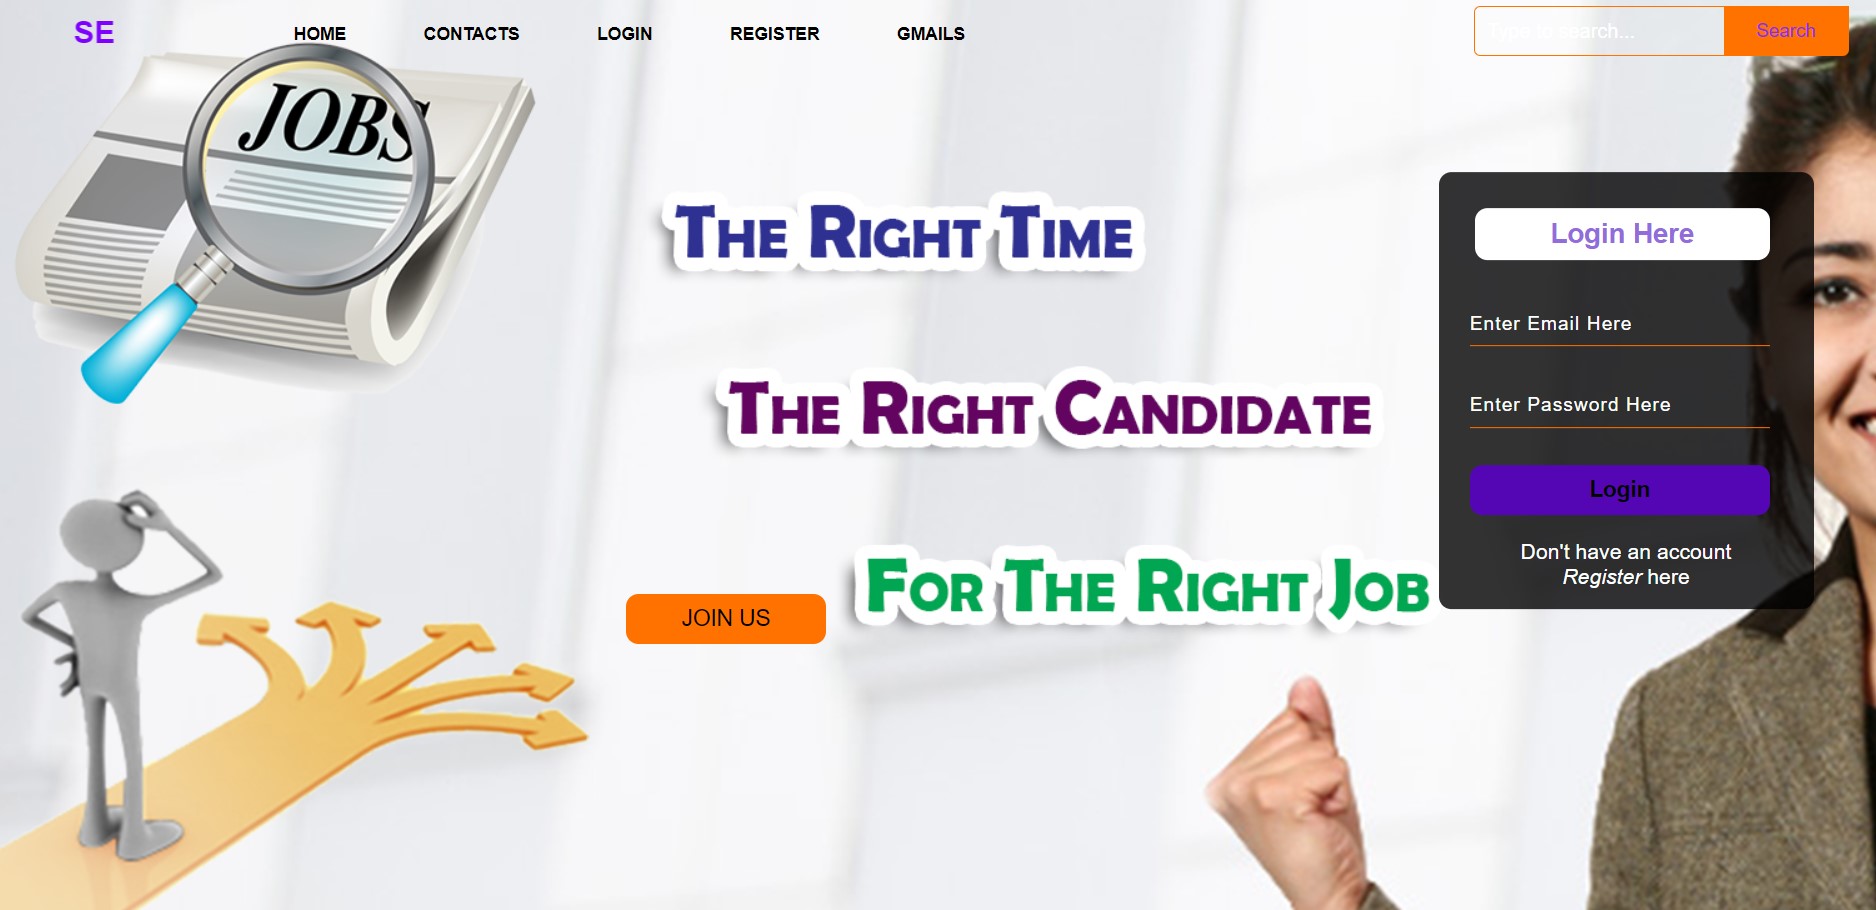 SE
HOME
CONTACTS
LOGIN
REGISTER
GMAILS
Type to search...
Search
JOBS
THE RIGHT TIME
THE RIGHT CANDIDATE
FOR THE RIGHT JOB
JOIN US
Login Here
Enter Email Here
Enter Password Here
Login
Don't have an account
Register here